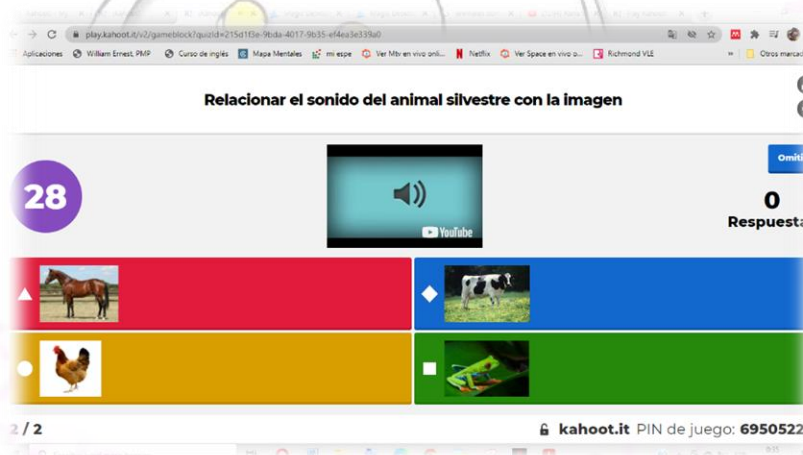 play.kahoot.it/v2/gameblock?quizId=215d1f3e-9bda-4017-9b35-ef4ea3e339a0
Aplicaciones William Ernest, PMP Curso de inglés Mapa Mentales mi espe Ver Mtv en vivo onli... Netflix Ver Space en vivo o... Richmond VLE » Otros marcad
Relacionar el sonido del animal silvestre con la imagen
Omiti
28
YouTube
0
Respuesta
2 / 2 kahoot.it PIN de juego: 6950522